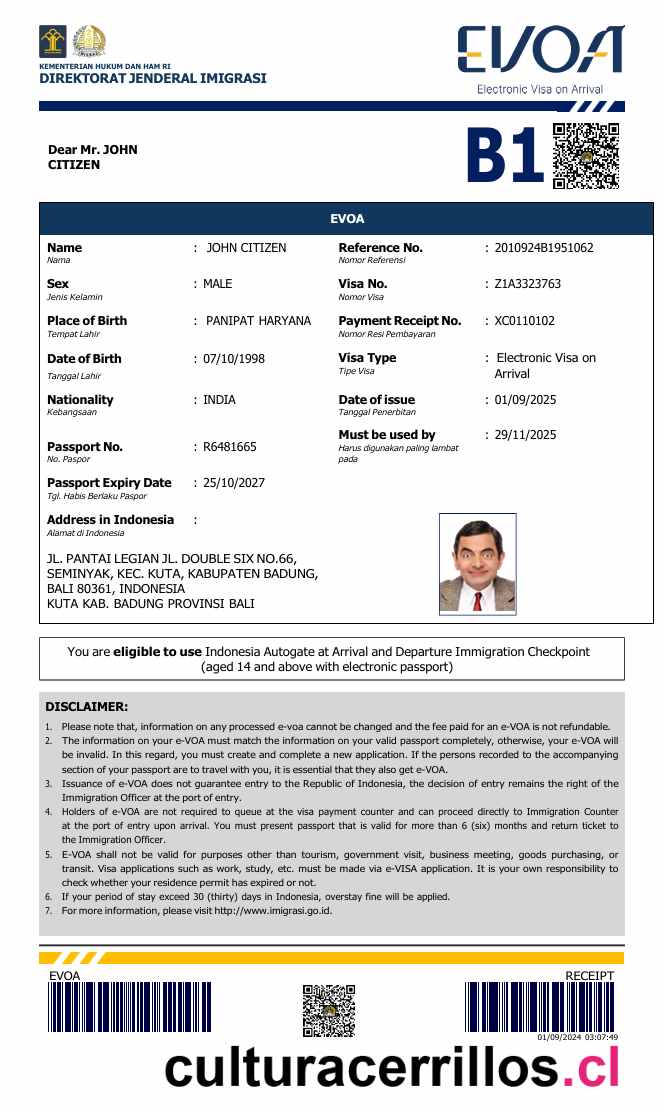 KEMENTERIAN HUKUM DAN HAM RI
DIREKTORAT JENDERAL IMIGRASI
EVOA
Electronic Visa on Arrival
Dear Mr. JOHN
CITIZEN
B1
EVOA
Name : JOHN CITIZEN
Nama
Reference No. : 2010924B1951062
Nomor Referensi
Sex : MALE
Jenis Kelamin
Visa No. : Z1A3323763
Nomor Visa
Place of Birth : PANIPAT HARYANA
Tempat Lahir
Payment Receipt No. : XC0110102
Nomor Resi Pembayaran
Date of Birth : 07/10/1998
Tanggal Lahir
Visa Type : Electronic Visa on
Tipe Visa
Arrival
Nationality : INDIA
Kebangsaan
Date of issue : 01/09/2025
Tanggal Penerbitan
Passport No. : R6481665
No. Paspor
Must be used by : 29/11/2025
Harus digunakan paling lambat
pada
Passport Expiry Date : 25/10/2027
Tgl. Habis Berlaku Paspor
Address in Indonesia :
Alamat di Indonesia
JL. PANTAI LEGIAN JL. DOUBLE SIX NO.66,
SEMINYAK, KEC. KUTA, KABUPATEN BADUNG,
BALI 80361, INDONESIA
KUTA KAB. BADUNG PROVINSI BALI
You are eligible to use Indonesia Autogate at Arrival and Departure Immigration Checkpoint
(aged 14 and above with electronic passport)
DISCLAIMER:
1. Please note that, information on any processed e-voa cannot be changed and the fee paid for an e-VOA is not refundable.
2. The information on your e-VOA must match the information on your valid passport completely, otherwise, your e-VOA will
be invalid. In this regard, you must create and complete a new application. If the persons recorded to the accompanying
section of your passport are to travel with you, it is essential that they also get e-VOA.
3. Issuance of e-VOA does not guarantee entry to the Republic of Indonesia, the decision of entry remains the right of the
Immigration Officer at the port of entry.
4. Holders of e-VOA are not required to queue at the visa payment counter and can proceed directly to Immigration Counter
at the port of entry upon arrival. You must present passport that is valid for more than 6 (six) months and return ticket to
the Immigration Officer.
5. E-VOA shall not be valid for purposes other than tourism, government visit, business meeting, goods purchasing, or
transit. Visa applications such as work, study, etc. must be made via e-VISA application. It is your own responsibility to
check whether your residence permit has expired or not.
6. If your period of stay exceed 30 (thirty) days in Indonesia, overstay fine will be applied.
7. For more information, please visit http://www.imigrasi.go.id.
EVOA
RECEIPT
01/09/2024 03:07:49
culturacerrillos.cl